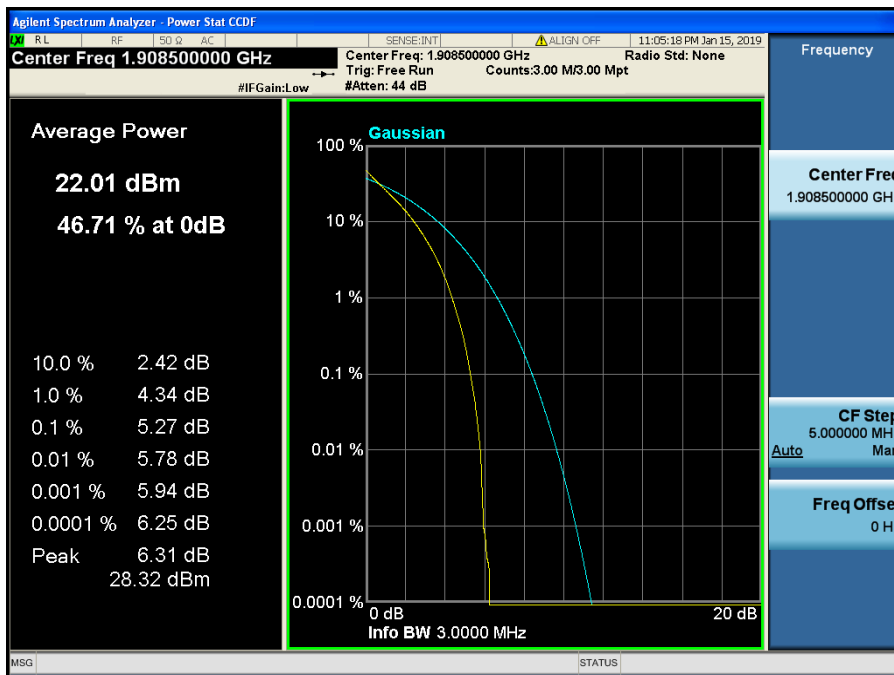 Agilent Spectrum Analyzer - Power Stat CCDF
LXI RL RF 50 Ω AC SENSE:INT ALIGN OFF 11:05:18 PM Jan 15, 2019
Center Freq 1.908500000 GHz
Center Freq: 1.908500000 GHz Radio Std: None
Trig: Free Run Counts:3.00 M/3.00 Mpt
#IFGain:Low #Atten: 44 dB
Frequency
Average Power
22.01 dBm
46.71 % at 0dB
10.0 % 2.42 dB
1.0 % 4.34 dB
0.1 % 5.27 dB
0.01 % 5.78 dB
0.001 % 5.94 dB
0.0001 % 6.25 dB
Peak 6.31 dB
28.32 dBm
Gaussian
100 %
10 %
1 %
0.1 %
0.01 %
0.001 %
0.0001 %
0 dB 20 dB
Info BW 3.0000 MHz
Center Fre
1.908500000 GH
CF Step
5.000000 MH
Auto Ma
Freq Offse
0 H
MSG STATUS